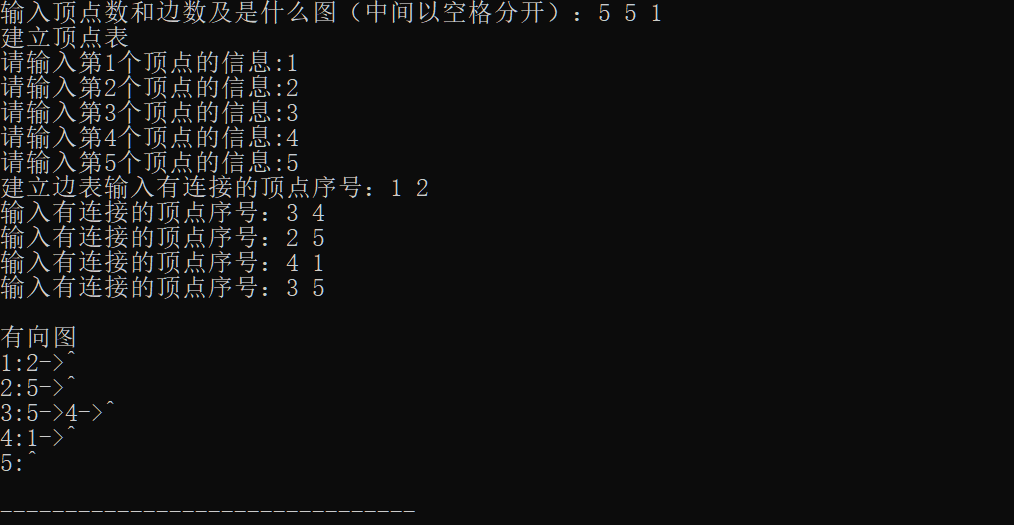 输入顶点数和边数及是什么图（中间以空格分开）：5 5 1
建立顶点表
请输入第1个顶点的信息:1
请输入第2个顶点的信息:2
请输入第3个顶点的信息:3
请输入第4个顶点的信息:4
请输入第5个顶点的信息:5
建立边表输入有连接的顶点序号：1 2
输入有连接的顶点序号：3 4
输入有连接的顶点序号：2 5
输入有连接的顶点序号：4 1
输入有连接的顶点序号：3 5
有向图
1:2->^
2:5->^
3:5->4->^
4:1->^
5:^
--------------------------------